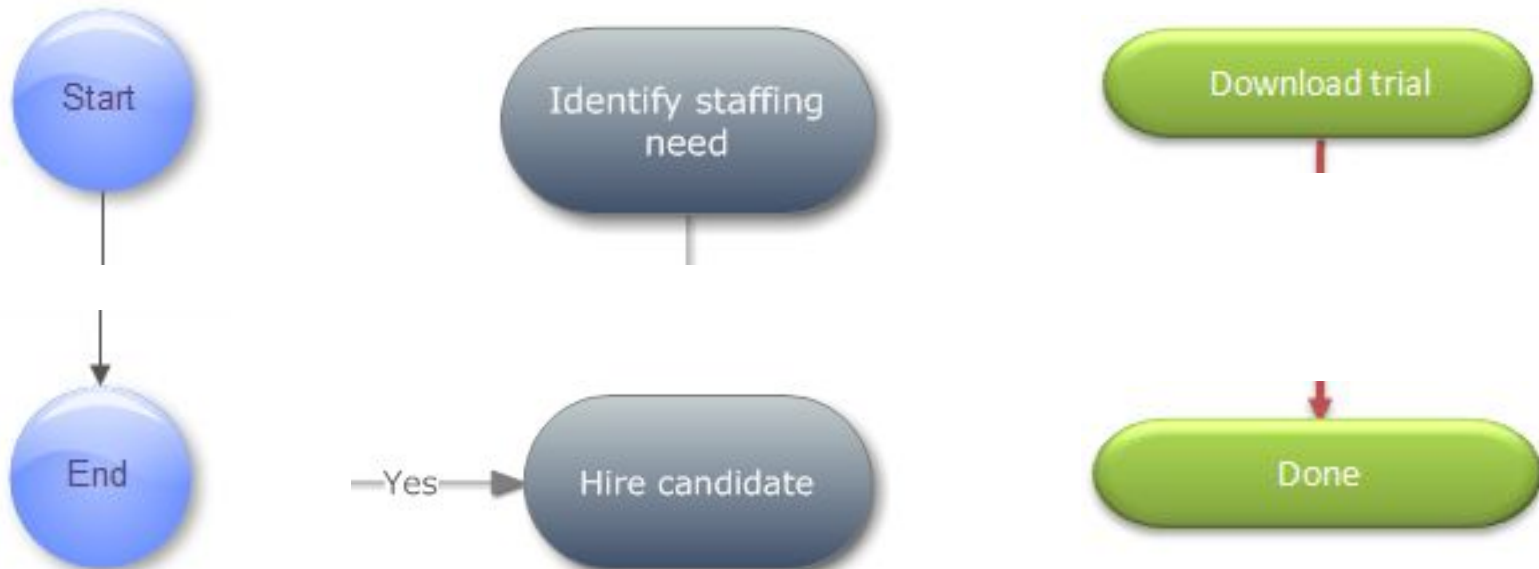 Start
Identify staffing
need
Download trial
End
Yes
Hire candidate
Done